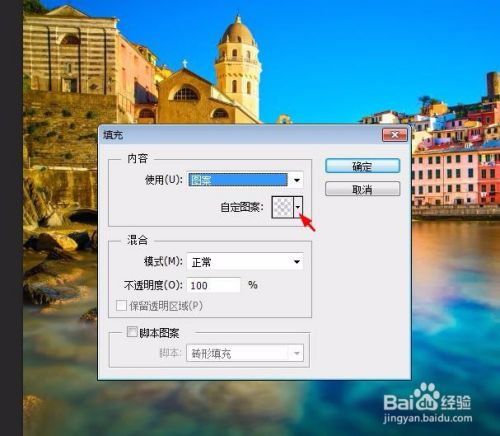 填充
内容
使用(U): 图案
确定
取消
自定图案:
混合
模式(M): 正常
不透明度(O): 100 %
保留透明区域(P)
脚本图案
脚本: 砖形填充
Baidu 经验
jingyan.baidu.com